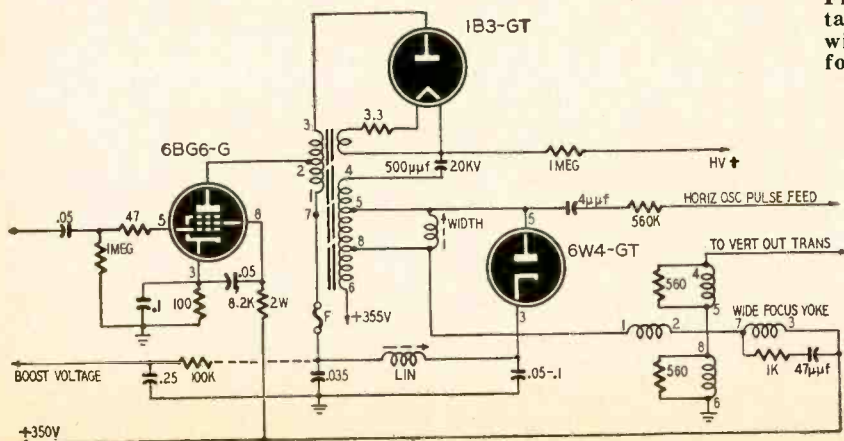 1B3-GT
3
3.3
6BG6-G
2
1
7
4
500μμf
20KV
1MEG
HV +
5
4μμf
560K
HORIZ OSC PULSE FEED
.05
47
5
8
1MEG
3
.05
8.2K
2W
.1
100
8
WIDTH
5
6W4-GT
6
+355V
3
F
TO VERT OUT TRANS
560
4
5
WIDE FOCUS YOKE
1
2
7
3
8
1K
47μμf
560
6
BOOST VOLTAGE
.25
100K
.035
LIN
.05-.1
+350V